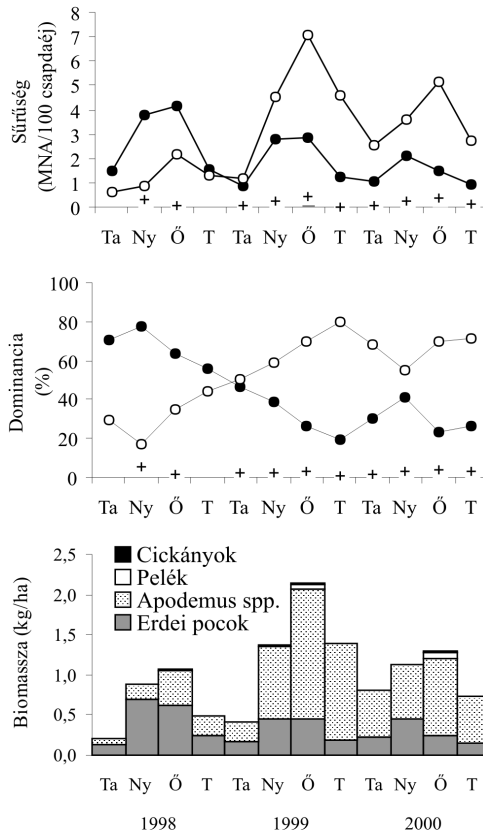 Sűrűség
(MNA/100 csapdaéj)
8
7
6
5
4
3
2
1
0
Ta Ny Ő T Ta Ny Ő T Ta Ny Ő T
Dominancia
(%)
100
80
60
40
20
0
Ta Ny Ő T Ta Ny Ő T Ta Ny Ő T
Biomassza (kg/ha)
2,5
2,0
1,5
1,0
0,5
0,0
Cickányok
Pelék
Apodemus spp.
Erdei pocok
Ta Ny Ő T Ta Ny Ő T Ta Ny Ő T
1998 1999 2000